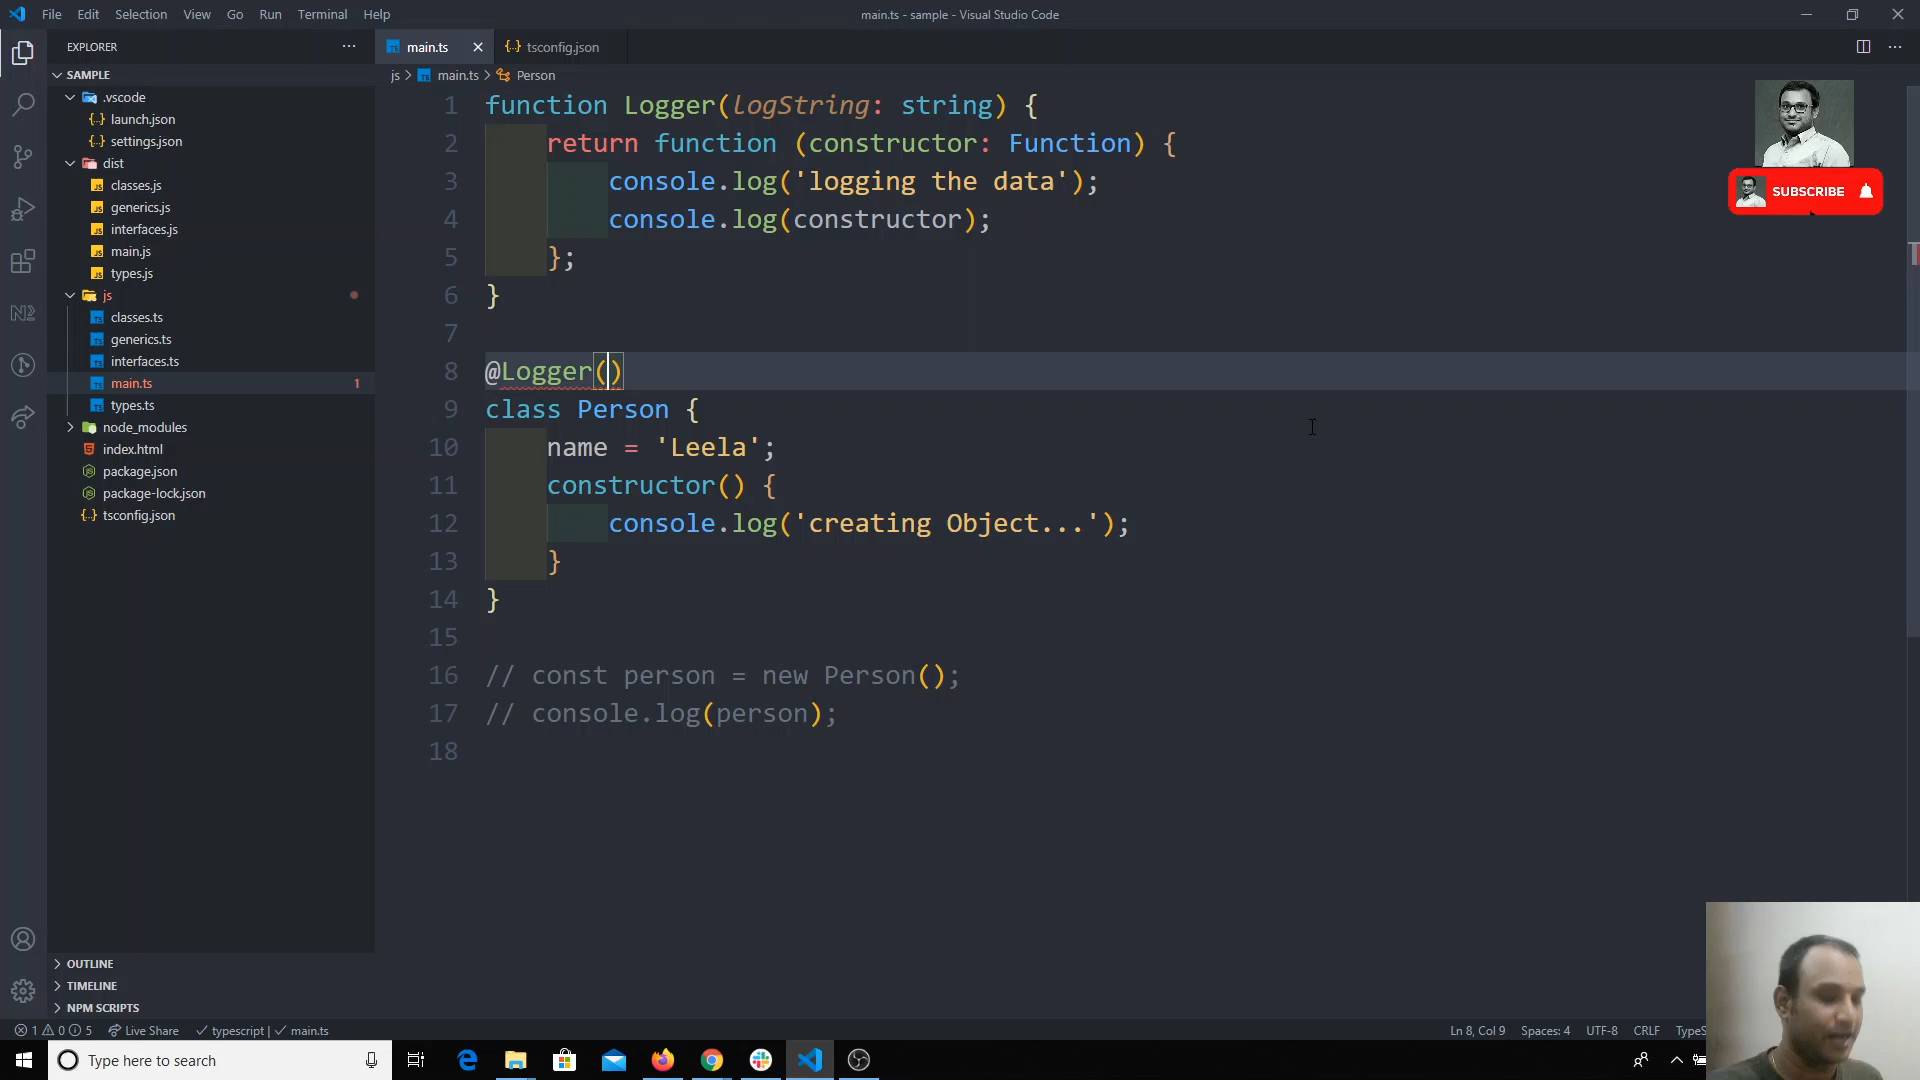 File Edit Selection View Go Run Terminal Help
main.ts - sample - Visual Studio Code
EXPLORER
SAMPLE
.vscode
launch.json
settings.json
dist
classes.js
generics.js
interfaces.js
main.js
types.js
js
classes.ts
generics.ts
interfaces.ts
main.ts 1
types.ts
node_modules
index.html
package.json
package-lock.json
tsconfig.json
OUTLINE
TIMELINE
NPM SCRIPTS
main.ts tsconfig.json
js > main.ts > Person
1 function Logger(logString: string) {
2 return function (constructor: Function) {
3 console.log('logging the data');
4 console.log(constructor);
5 };
6 }
7
8 @Logger()
9 class Person {
10 name = 'Leela';
11 constructor() {
12 console.log('creating Object...');
13 }
14 }
15
16 // const person = new Person();
17 // console.log(person);
18
SUBSCRIBE
1 0 5 Live Share typescript | main.ts
Ln 8, Col 9 Spaces: 4 UTF-8 CRLF TypeS
Type here to search